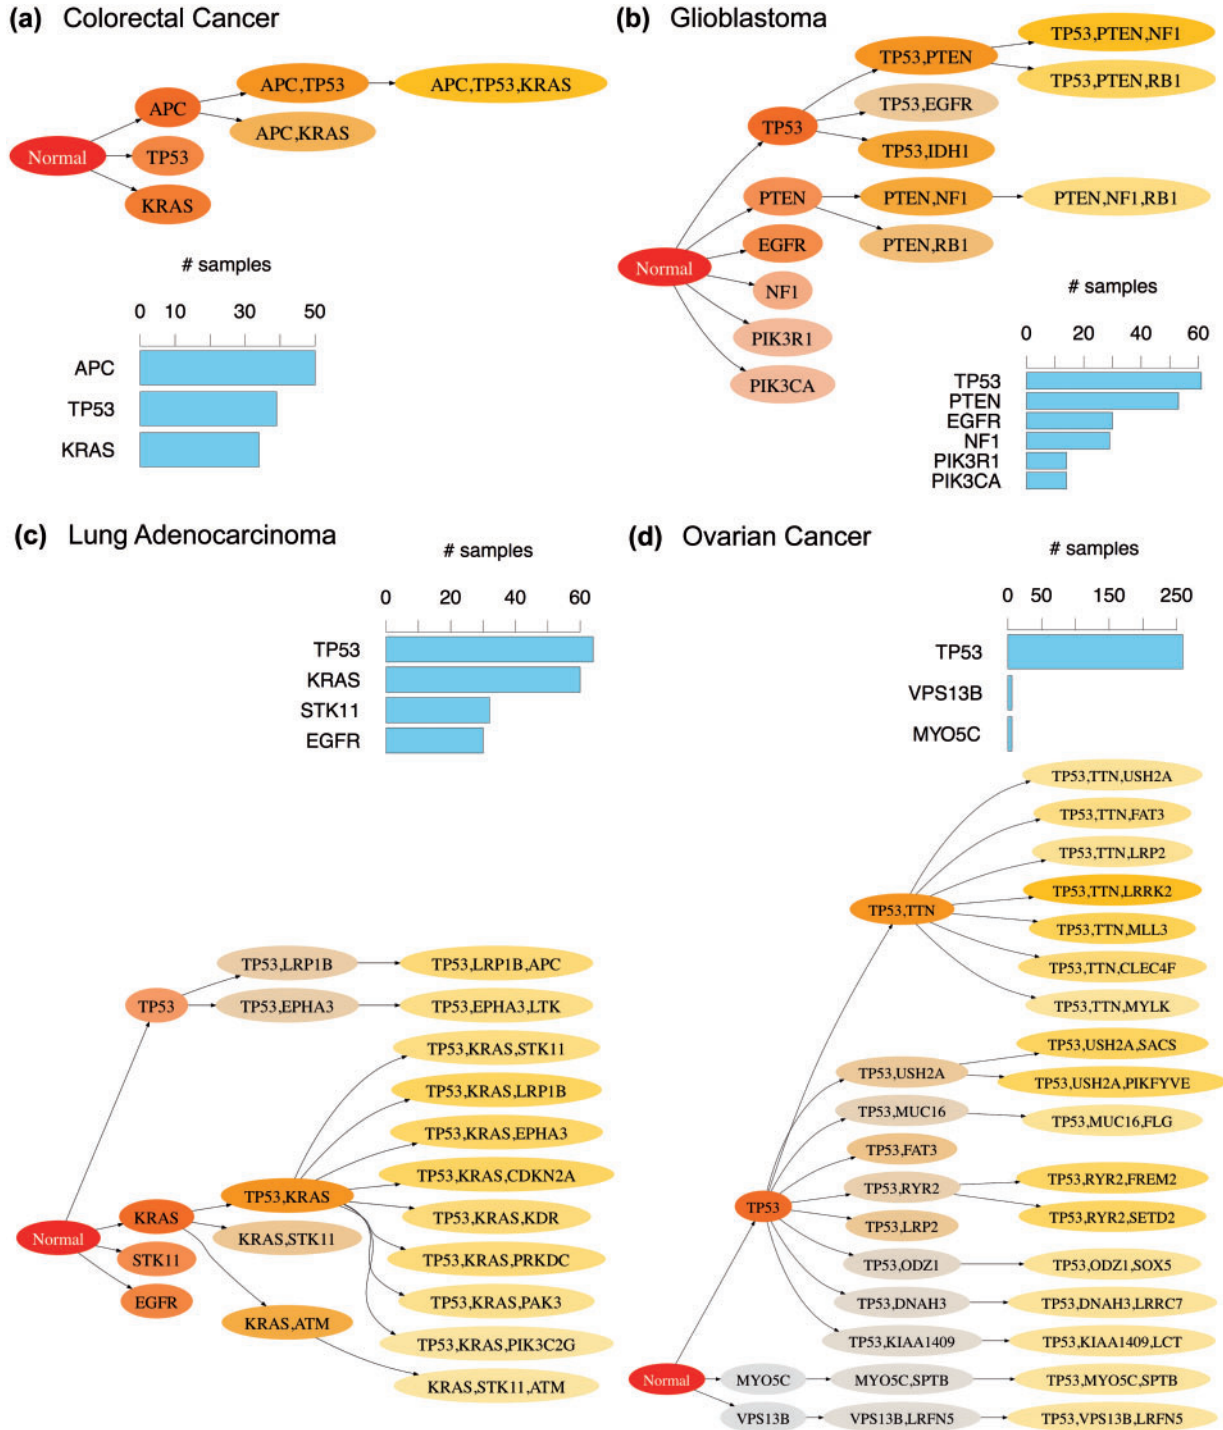 (a) Colorectal Cancer
APC,TP53
APC,TP53,KRAS
APC
APC,KRAS
Normal
TP53
KRAS
# samples
0 10 30 50
APC
TP53
KRAS
(b) Glioblastoma
TP53,PTEN,NF1
TP53,PTEN
TP53,PTEN,RB1
TP53,EGFR
TP53
TP53,IDH1
PTEN
PTEN,NF1
PTEN,NF1,RB1
EGFR
PTEN,RB1
Normal
NF1
PIK3R1
PIK3CA
# samples
0 20 40 60
TP53
PTEN
EGFR
NF1
PIK3R1
PIK3CA
(c) Lung Adenocarcinoma
# samples
0 20 40 60
TP53
KRAS
STK11
EGFR
TP53,LRP1B
TP53,LRP1B,APC
TP53
TP53,EPHA3
TP53,EPHA3,LTK
TP53,KRAS,STK11
TP53,KRAS,LRP1B
TP53,KRAS,EPHA3
TP53,KRAS,CDKN2A
TP53,KRAS
KRAS
TP53,KRAS,KDR
Normal
KRAS,STK11
STK11
TP53,KRAS,PRKDC
EGFR
TP53,KRAS,PAK3
KRAS,ATM
TP53,KRAS,PIK3C2G
KRAS,STK11,ATM
(d) Ovarian Cancer
# samples
0 50 150 250
TP53
VPS13B
MYO5C
TP53,TTN,USH2A
TP53,TTN,FAT3
TP53,TTN,LRP2
TP53,TTN
TP53,TTN,LRRK2
TP53,TTN,MLL3
TP53,TTN,CLEC4F
TP53,TTN,MYLK
TP53,USH2A
TP53,USH2A,SACS
TP53,USH2A,PIKFYVE
TP53,MUC16
TP53,MUC16,FLG
TP53,FAT3
TP53
TP53,RYR2
TP53,RYR2,FREM2
TP53,RYR2,SETD2
TP53,LRP2
TP53,ODZ1
TP53,ODZ1,SOX5
TP53,DNAH3
TP53,DNAH3,LRRC7
TP53,KIAA1409
TP53,KIAA1409,LCT
Normal
MYO5C
MYO5C,SPTB
TP53,MYO5C,SPTB
VPS13B
VPS13B,LRFN5
TP53,VPS13B,LRFN5